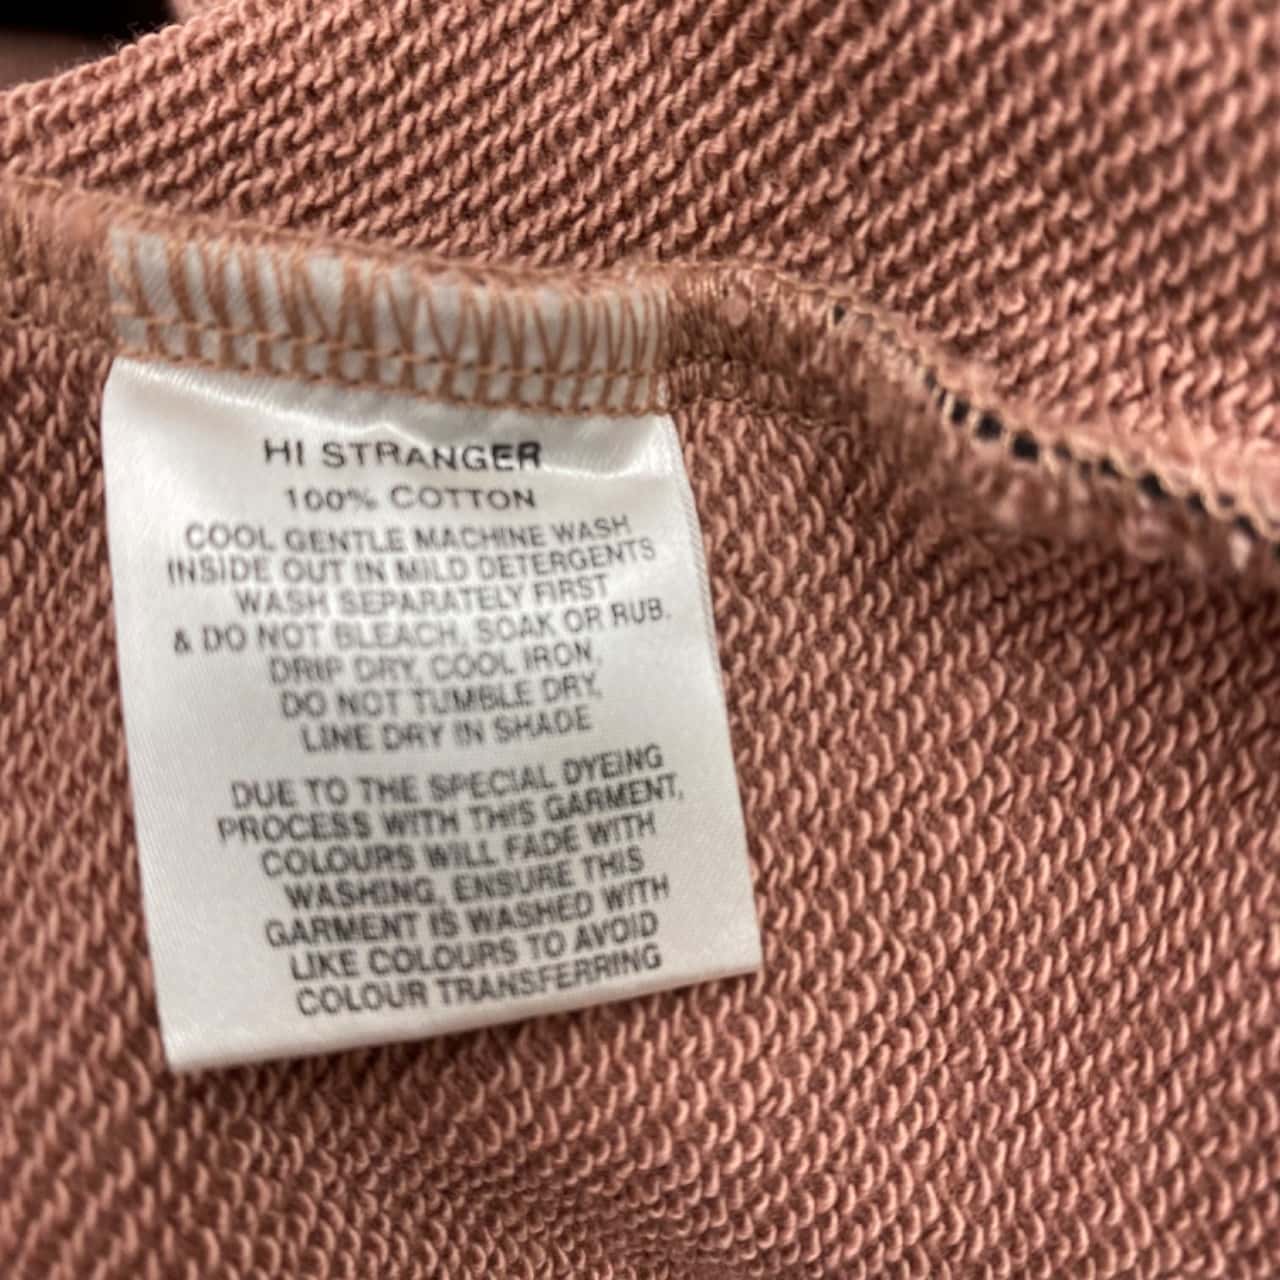 HI STRANGER
100% COTTON
COOL GENTLE MACHINE WASH
INSIDE OUT IN MILD DETERGENTS
WASH SEPARATELY FIRST
& DO NOT BLEACH, SOAK OR RUB.
DRIP DRY, COOL IRON,
DO NOT TUMBLE DRY,
LINE DRY IN SHADE
DUE TO THE SPECIAL DYEING
PROCESS WITH THIS GARMENT,
COLOURS WILL FADE WITH
WASHING, ENSURE THIS
GARMENT IS WASHED WITH
LIKE COLOURS TO AVOID
COLOUR TRANSFERRING